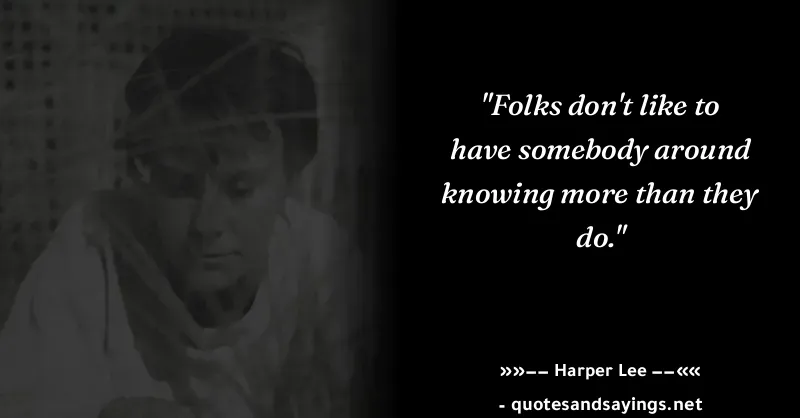 "Folks don't like to
have somebody around
knowing more than they
do."
»»−− Harper Lee −−««
- quotesandsayings.net